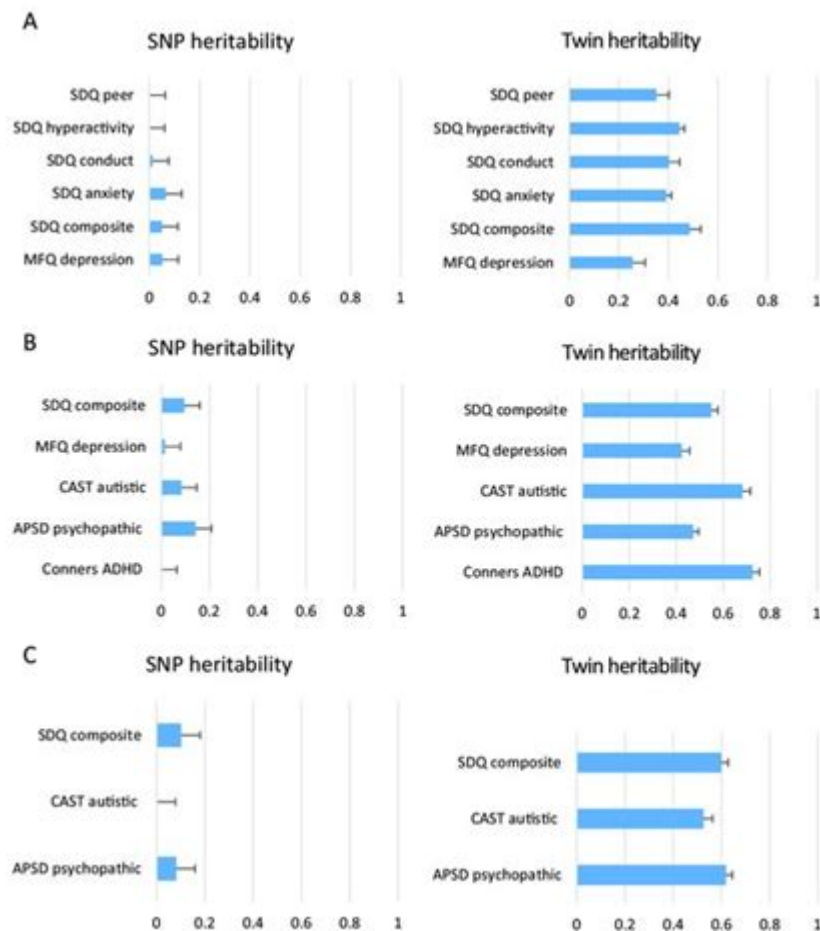 A
SNP heritability
Twin heritability
SDQ peer
SDQ hyperactivity
SDQ conduct
SDQ anxiety
SDQ composite
MFQ depression
0 0.2 0.4 0.6 0.8 1
SDQ peer
SDQ hyperactivity
SDQ conduct
SDQ anxiety
SDQ composite
MFQ depression
0 0.2 0.4 0.6 0.8 1
B
SNP heritability
Twin heritability
SDQ composite
MFQ depression
CAST autistic
APSD psychopathic
Conners ADHD
0 0.2 0.4 0.6 0.8 1
SDQ composite
MFQ depression
CAST autistic
APSD psychopathic
Conners ADHD
0 0.2 0.4 0.6 0.8 1
C
SNP heritability
Twin heritability
SDQ composite
CAST autistic
APSD psychopathic
0 0.2 0.4 0.6 0.8 1
SDQ composite
CAST autistic
APSD psychopathic
0 0.2 0.4 0.6 0.8 1